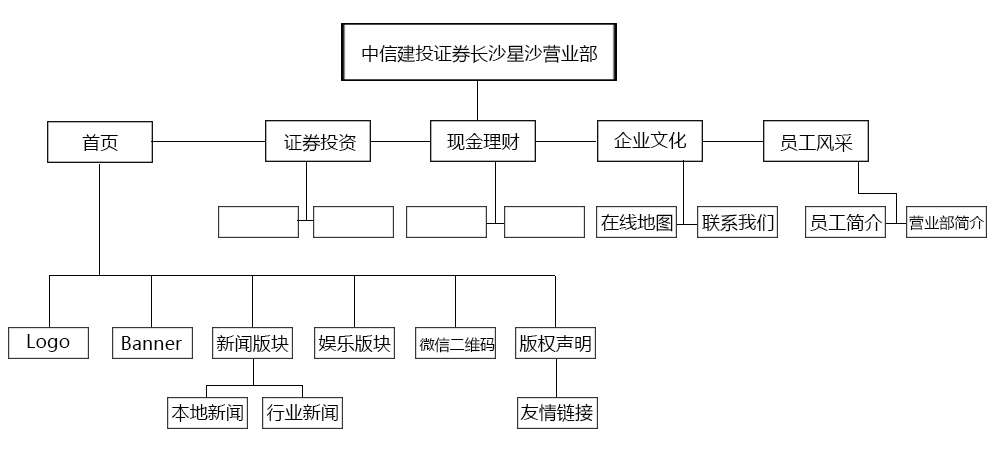 中信建投证券长沙星沙营业部
首页
证券投资
现金理财
企业文化
员工风采
在线地图
联系我们
员工简介
营业部简介
Logo
Banner
新闻版块
娱乐版块
微信二维码
版权声明
本地新闻
行业新闻
友情链接